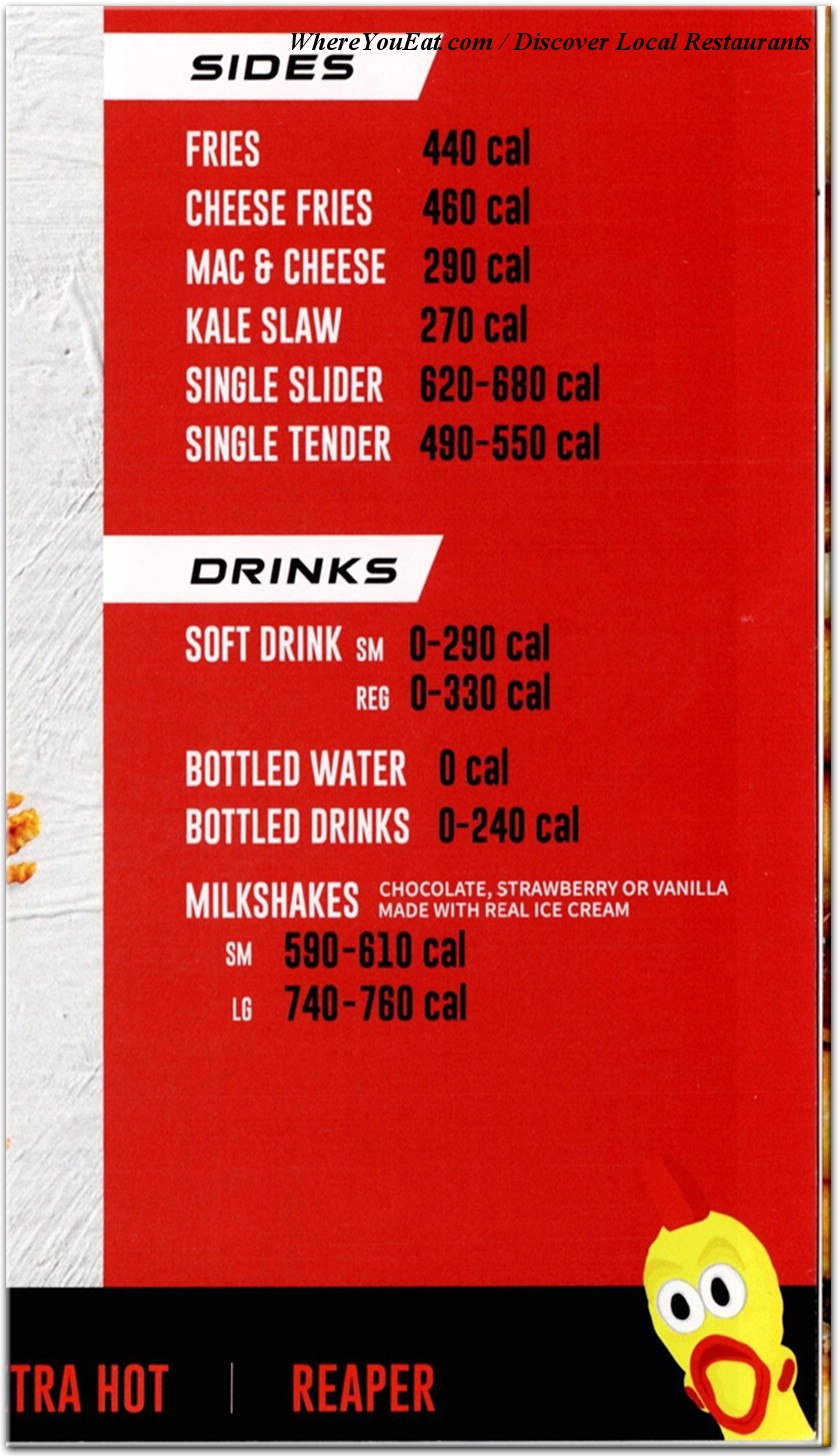 WhereYouEat.com / Discover Local Restaurants
SIDES
FRIES 440 cal
CHEESE FRIES 460 cal
MAC & CHEESE 290 cal
KALE SLAW 270 cal
SINGLE SLIDER 620-680 cal
SINGLE TENDER 490-550 cal
DRINKS
SOFT DRINK SM 0-290 cal
REG 0-330 cal
BOTTLED WATER 0 cal
BOTTLED DRINKS 0-240 cal
MILKSHAKES CHOCOLATE, STRAWBERRY OR VANILLA
MADE WITH REAL ICE CREAM
SM 590-610 cal
LG 740-760 cal
TRA HOT | REAPER